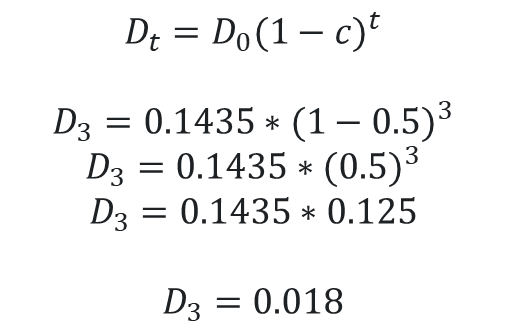 Dₜ = D₀(1 − c)ᵗ
D₃ = 0.1435 ∗ (1 − 0.5)³
D₃ = 0.1435 ∗ (0.5)³
D₃ = 0.1435 ∗ 0.125
D₃ = 0.018